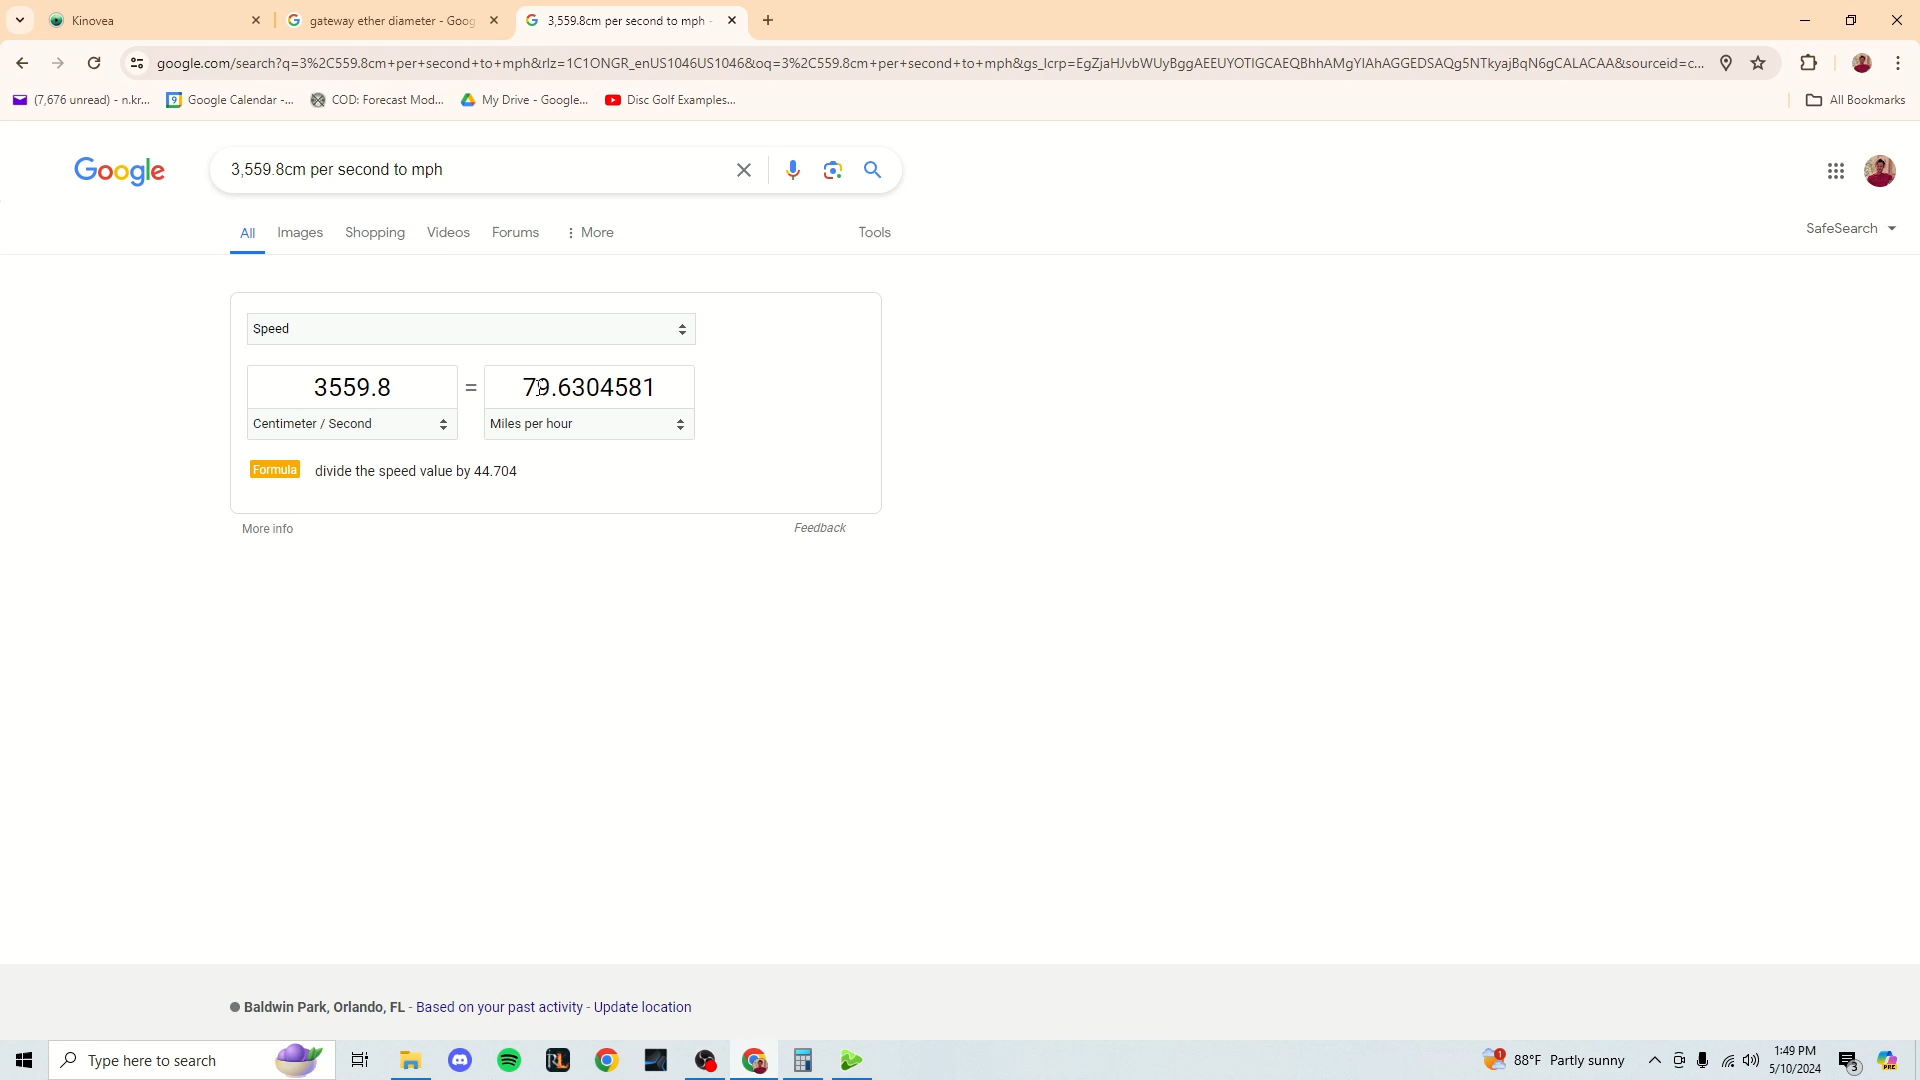 Kinovea
gateway ether diameter - Goog
3,559.8cm per second to mph -
google.com/search?q=3%2C559.8cm+per+second+to+mph&rlz=1C1ONGR_enUS1046US1046&oq=3%2C559.8cm+per+second+to+mph&gs_lcrp=EgZjaHJvbWUyBggAEEUYOTIGCAEQBhhAMgYIAhAGGEDSAQg5NTkyajBqN6gCALACAA&sourceid=c...
(7,676 unread) - n.kr...
9
Google Calendar -...
COD: Forecast Mod...
My Drive - Google...
Disc Golf Examples...
All Bookmarks
Google
3,559.8cm per second to mph
All
Images
Shopping
Videos
Forums
More
Tools
SafeSearch
Speed
3559.8
=
79.6304581
Centimeter / Second
Miles per hour
Formula
divide the speed value by 44.704
More info
Feedback
Baldwin Park, Orlando, FL - Based on your past activity - Update location
Type here to search
RL
1
88°F Partly sunny
1:49 PM
5/10/2024
3
PRE